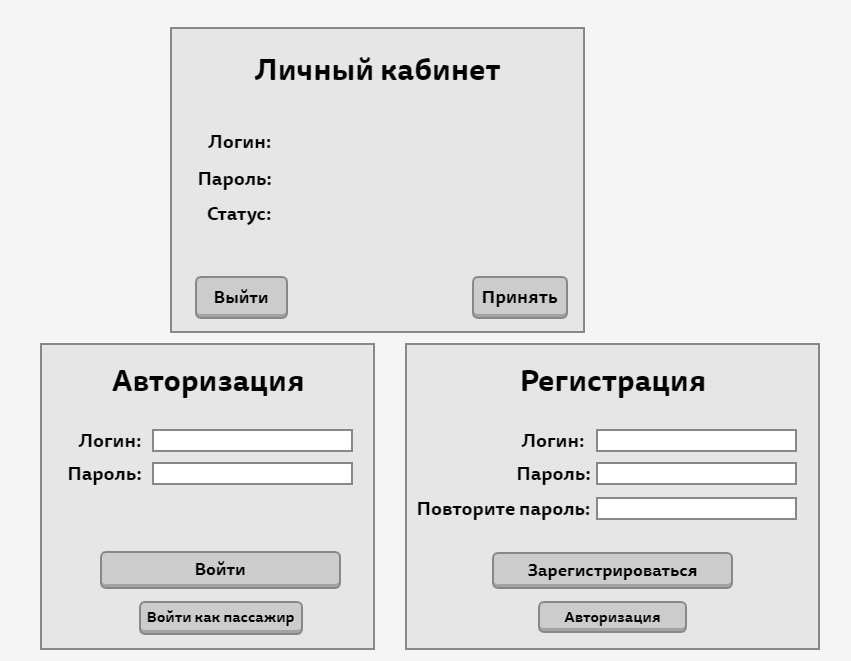 Личный кабинет
Логин:
Пароль:
Статус:
Выйти
Принять
Авторизация
Логин:
Пароль:
Войти
Войти как пассажир
Регистрация
Логин:
Пароль:
Повторите пароль:
Зарегистрироваться
Авторизация